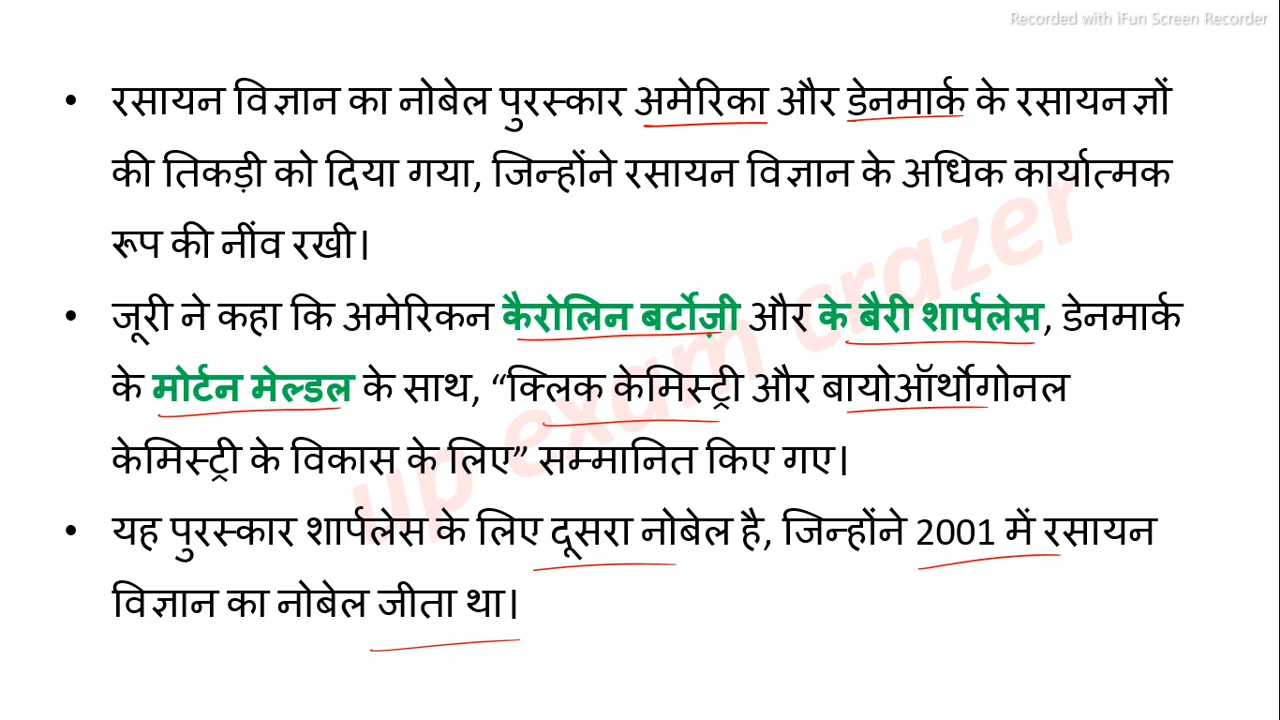 Recorded with iFun Screen Recorder
• रसायन विज्ञान का नोबेल पुरस्कार अमेरिका और डेनमार्क के रसायनज्ञों
की तिकड़ी को दिया गया, जिन्होंने रसायन विज्ञान के अधिक कार्यात्मक
रूप की नींव रखी।
• जूरी ने कहा कि अमेरिकन कैरोलिन बर्टोज़ी और के बैरी शार्पलेस, डेनमार्क
के मोर्टन मेल्डल के साथ, “क्लिक केमिस्ट्री और बायोऑर्थोगोनल
केमिस्ट्री के विकास के लिए” सम्मानित किए गए।
• यह पुरस्कार शार्पलेस के लिए दूसरा नोबेल है, जिन्होंने 2001 में रसायन
विज्ञान का नोबेल जीता था।
up exam crazer